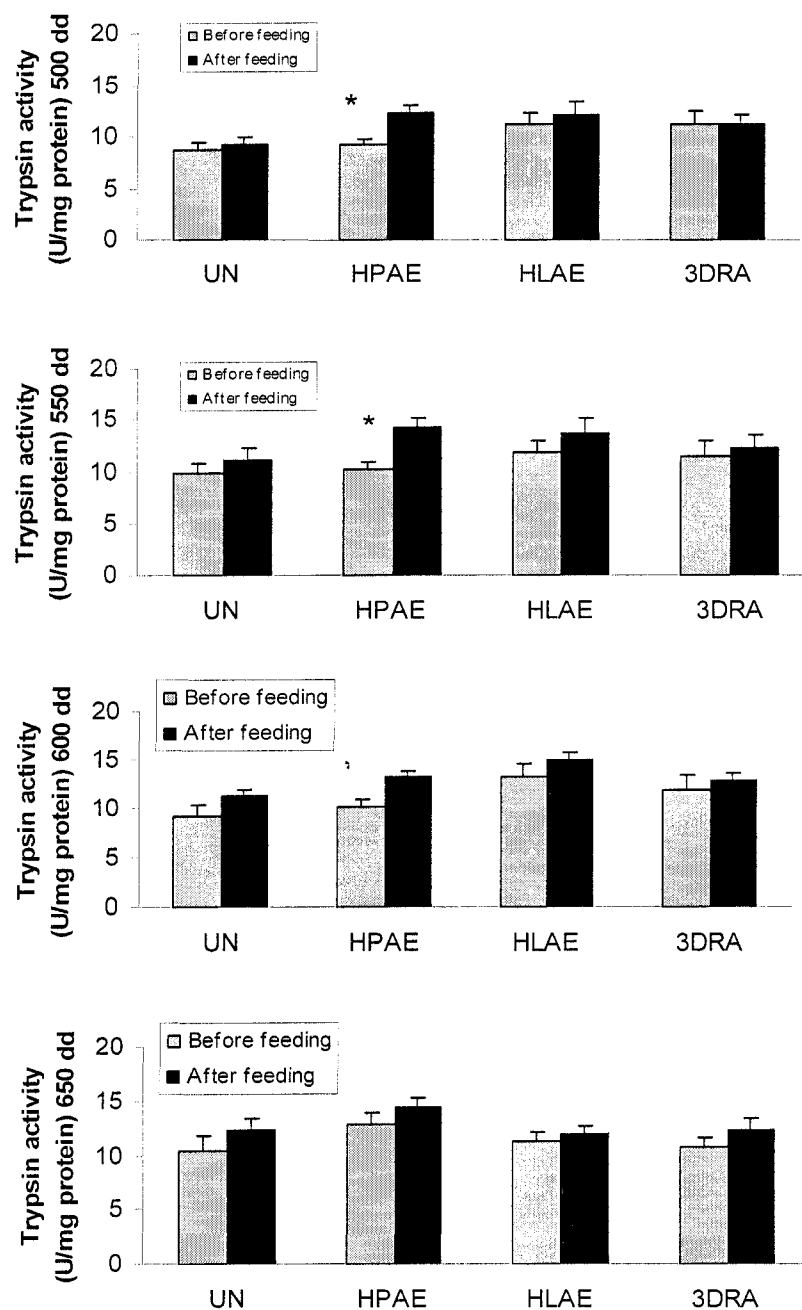 Trypsin activity
(U/mg protein) 500 dd
20
15
10
5
0
Before feeding
After feeding
*
UN HPAE HLAE 3DRA
Trypsin activity
(U/mg protein) 550 dd
20
15
10
5
0
Before feeding
After feeding
*
UN HPAE HLAE 3DRA
Trypsin activity
(U/mg protein) 600 dd
20
15
10
5
0
Before feeding
After feeding
UN HPAE HLAE 3DRA
Trypsin activity
(U/mg protein) 650 dd
20
15
10
5
0
Before feeding
After feeding
UN HPAE HLAE 3DRA